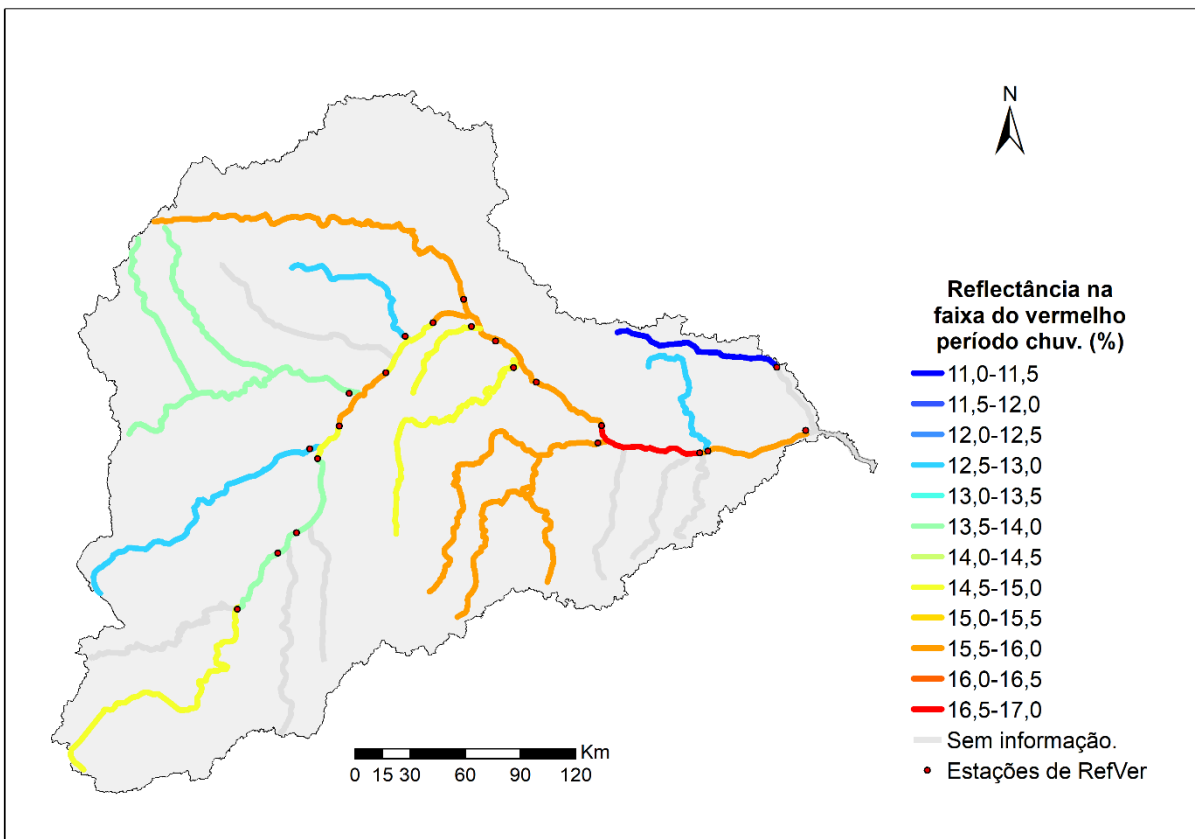 N
Reflectância na
faixa do vermelho
período chuv. (%)
11,0-11,5
11,5-12,0
12,0-12,5
12,5-13,0
13,0-13,5
13,5-14,0
14,0-14,5
14,5-15,0
15,0-15,5
15,5-16,0
16,0-16,5
16,5-17,0
Sem informação.
Estações de RefVer
Km
0 15 30 60 90 120